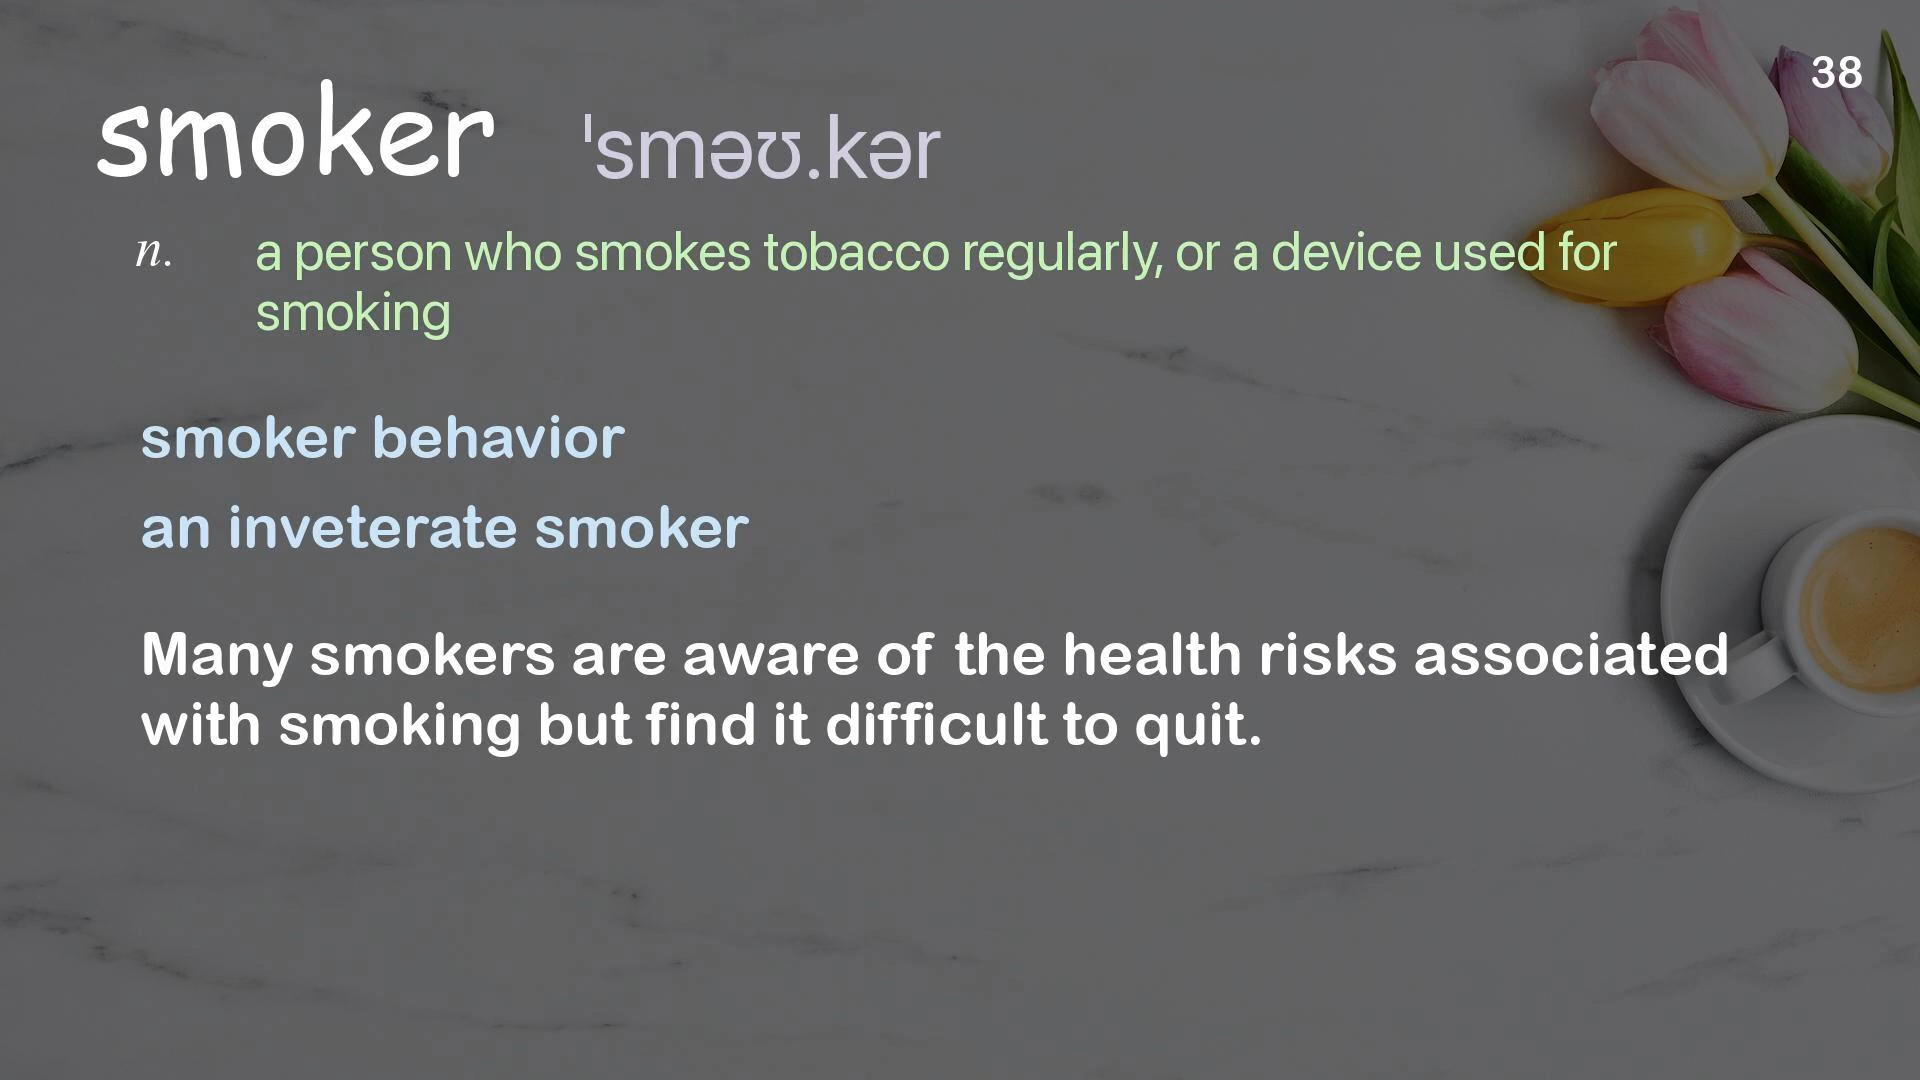 38
smoker ˈsməʊ.kər
n. a person who smokes tobacco regularly, or a device used for
smoking
smoker behavior
an inveterate smoker
Many smokers are aware of the health risks associated
with smoking but find it difficult to quit.